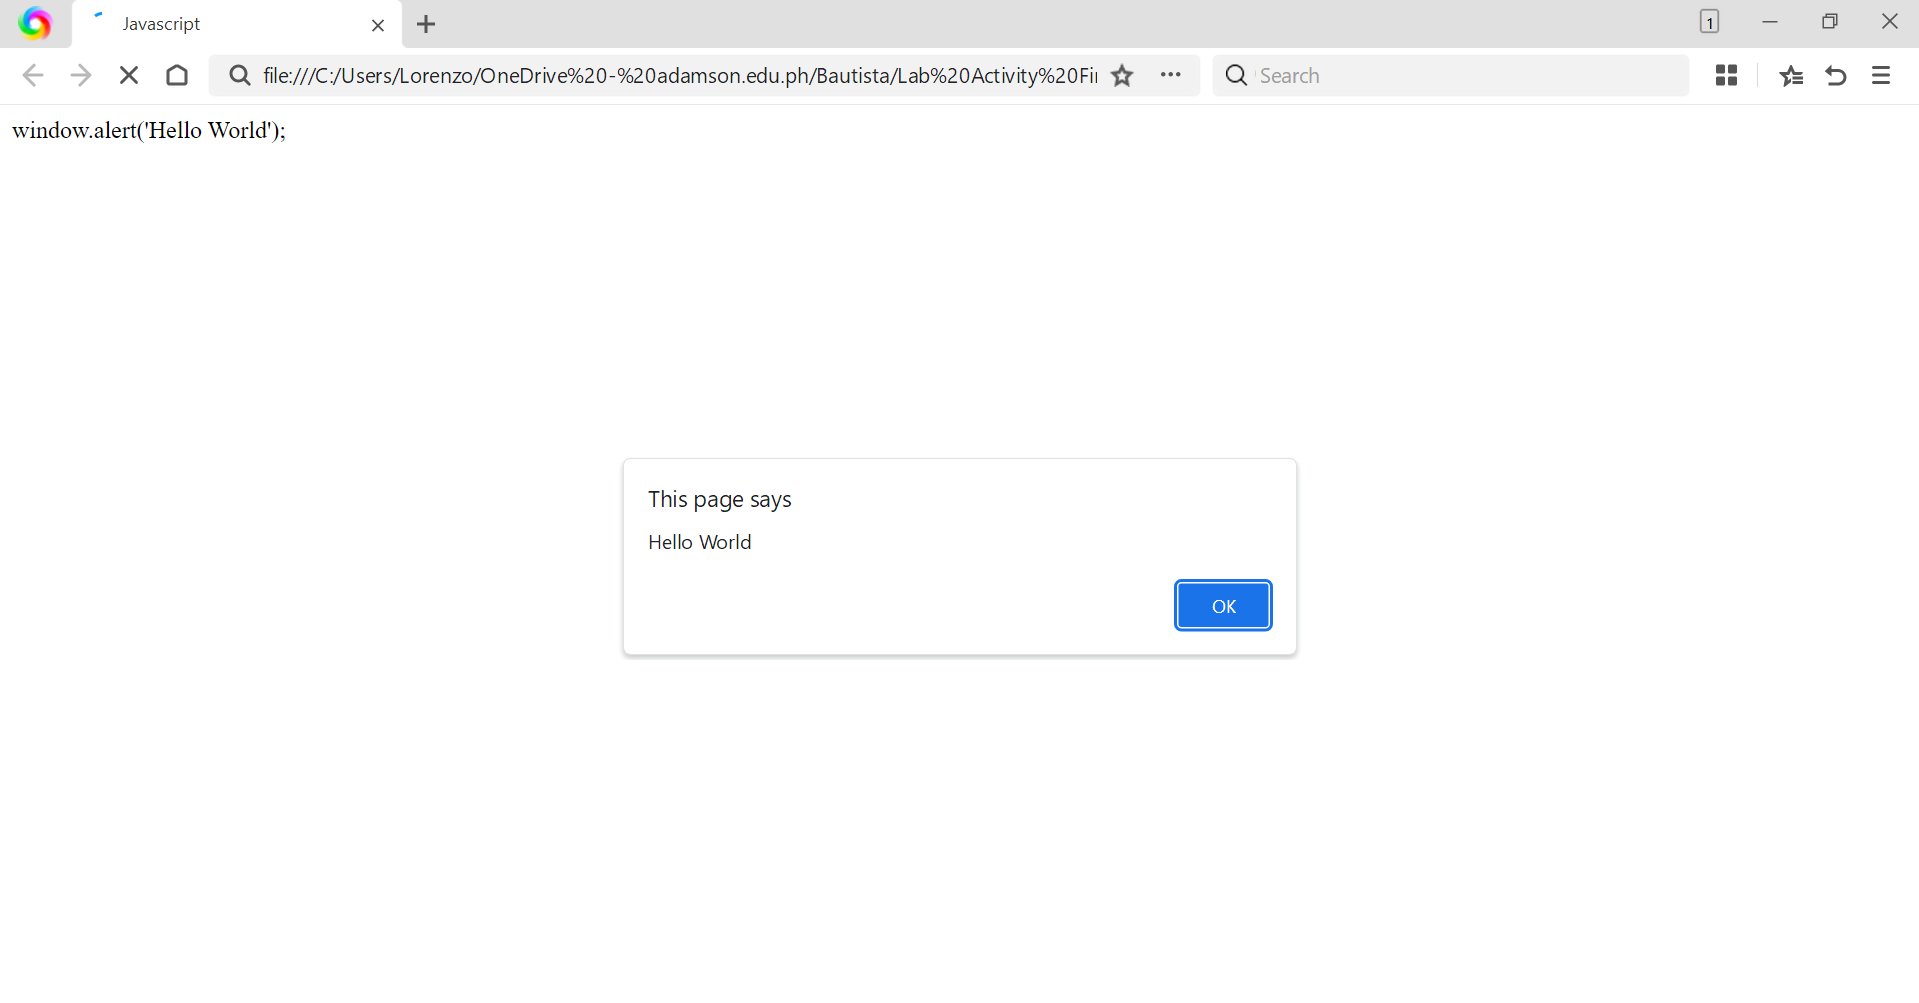 Javascript
1
file:///C:/Users/Lorenzo/OneDrive%20-%20adamson.edu.ph/Bautista/Lab%20Activity%20Fi
Search
window.alert('Hello World');
This page says
Hello World
OK